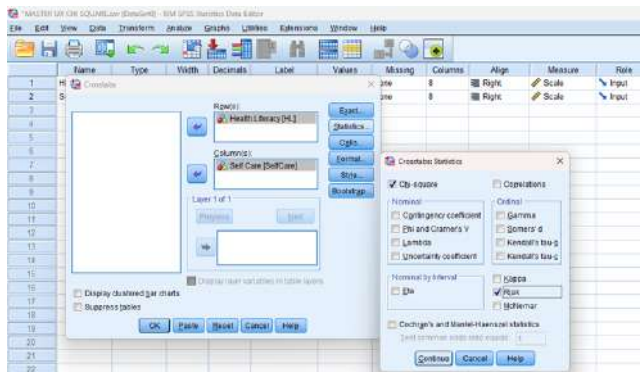 *MASTER UX CHI SQUARE.sav [DataSet0] - IBM SPSS Statistics Data Editor
File Edit View Data Transform Analyze Graphs Utilities Extensions Window Help
Name Type Width Decimals Label Values Missing Columns Align Measure Role
1 H Crosstabs one 8 Right Scale Input
2 S one 8 Right Scale Input
3
4 Row(s): Exact...
5 Health Literacy [HL] Statistics...
6 Column(s): Cells...
7 Self Care [SelfCare] Format...
8 Style...
9 Bootstrap...
10 Layer 1 of 1
11 Previous Next
12
13
14
15 Display layer variables in table layers
16 Display clustered bar charts
17 Suppress tables
18
19 OK Paste Reset Cancel Help
20
21
22
Crosstabs: Statistics
Chi-square Correlations
Nominal Ordinal
Contingency coefficient Gamma
Phi and Cramer's V Somers' d
Lambda Kendall's tau-b
Uncertainty coefficient Kendall's tau-c
Nominal by Interval Kappa
Eta Risk
McNemar
Cochran's and Mantel-Haenszel statistics
Test common odds ratio equals: 1
Continue Cancel Help